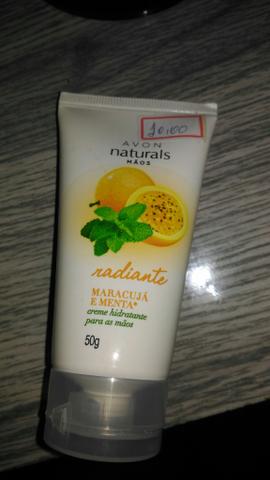 10,00
AVON
naturals
MÃOS
radiante
MARACUJÁ
E MENTA*
creme hidratante
para as mãos
50g